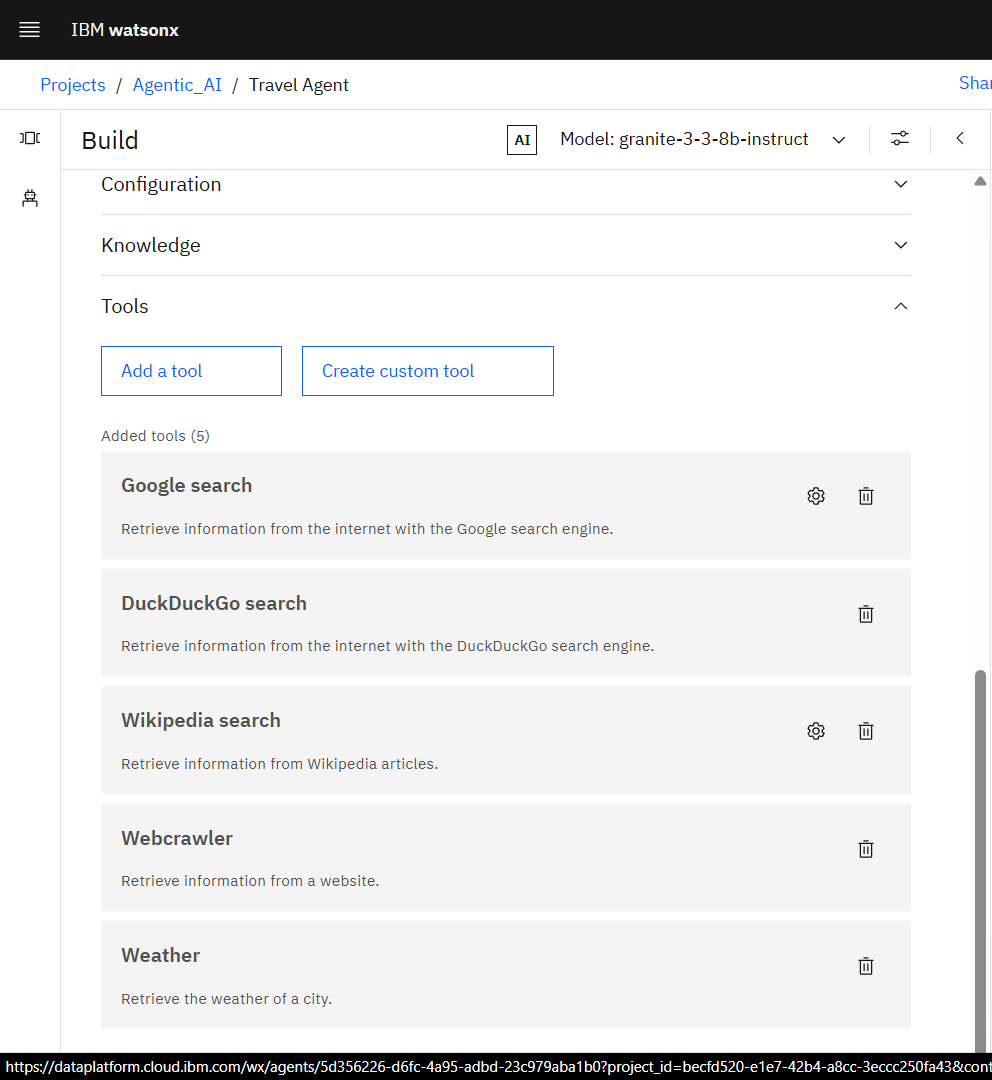 IBM watsonx
Projects / Agentic_AI / Travel Agent
Shar
Build
AI
Model: granite-3-3-8b-instruct
Configuration
Knowledge
Tools
Add a tool
Create custom tool
Added tools (5)
Google search
Retrieve information from the internet with the Google search engine.
DuckDuckGo search
Retrieve information from the internet with the DuckDuckGo search engine.
Wikipedia search
Retrieve information from Wikipedia articles.
Webcrawler
Retrieve information from a website.
Weather
Retrieve the weather of a city.
https://dataplatform.cloud.ibm.com/wx/agents/5d356226-d6fc-4a95-adbd-23c979aba1b0?project_id=becfd520-e1e7-42b4-a8cc-3eccc250fa43&cont